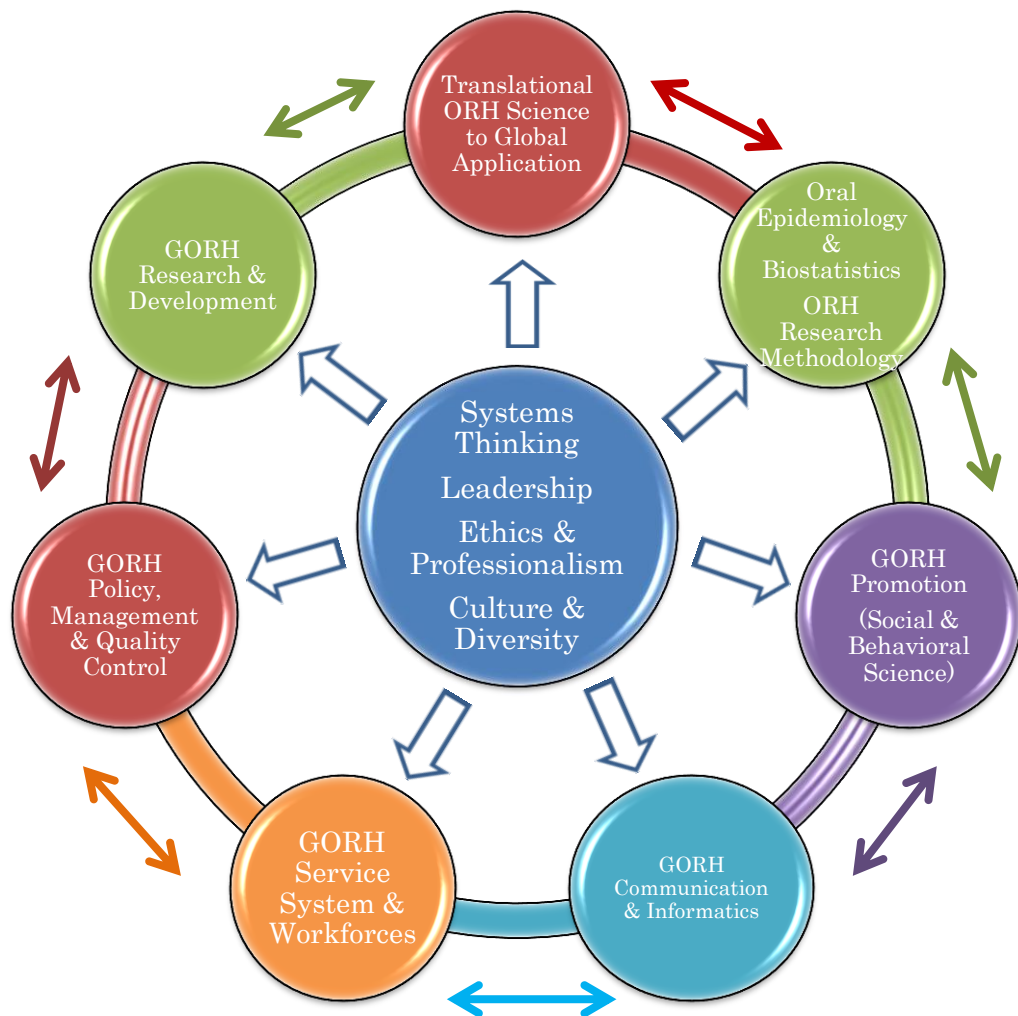 Translational
ORH Science
to Global
Application
Oral
Epidemiology
&
Biostatistics
ORH
Research
Methodology
GORH
Promotion
(Social &
Behavioral
Science)
GORH
Communication
& Informatics
GORH
Service
System &
Workforces
GORH
Policy,
Management
& Quality
Control
GORH
Research &
Development
Systems
Thinking
Leadership
Ethics &
Professionalism
Culture &
Diversity